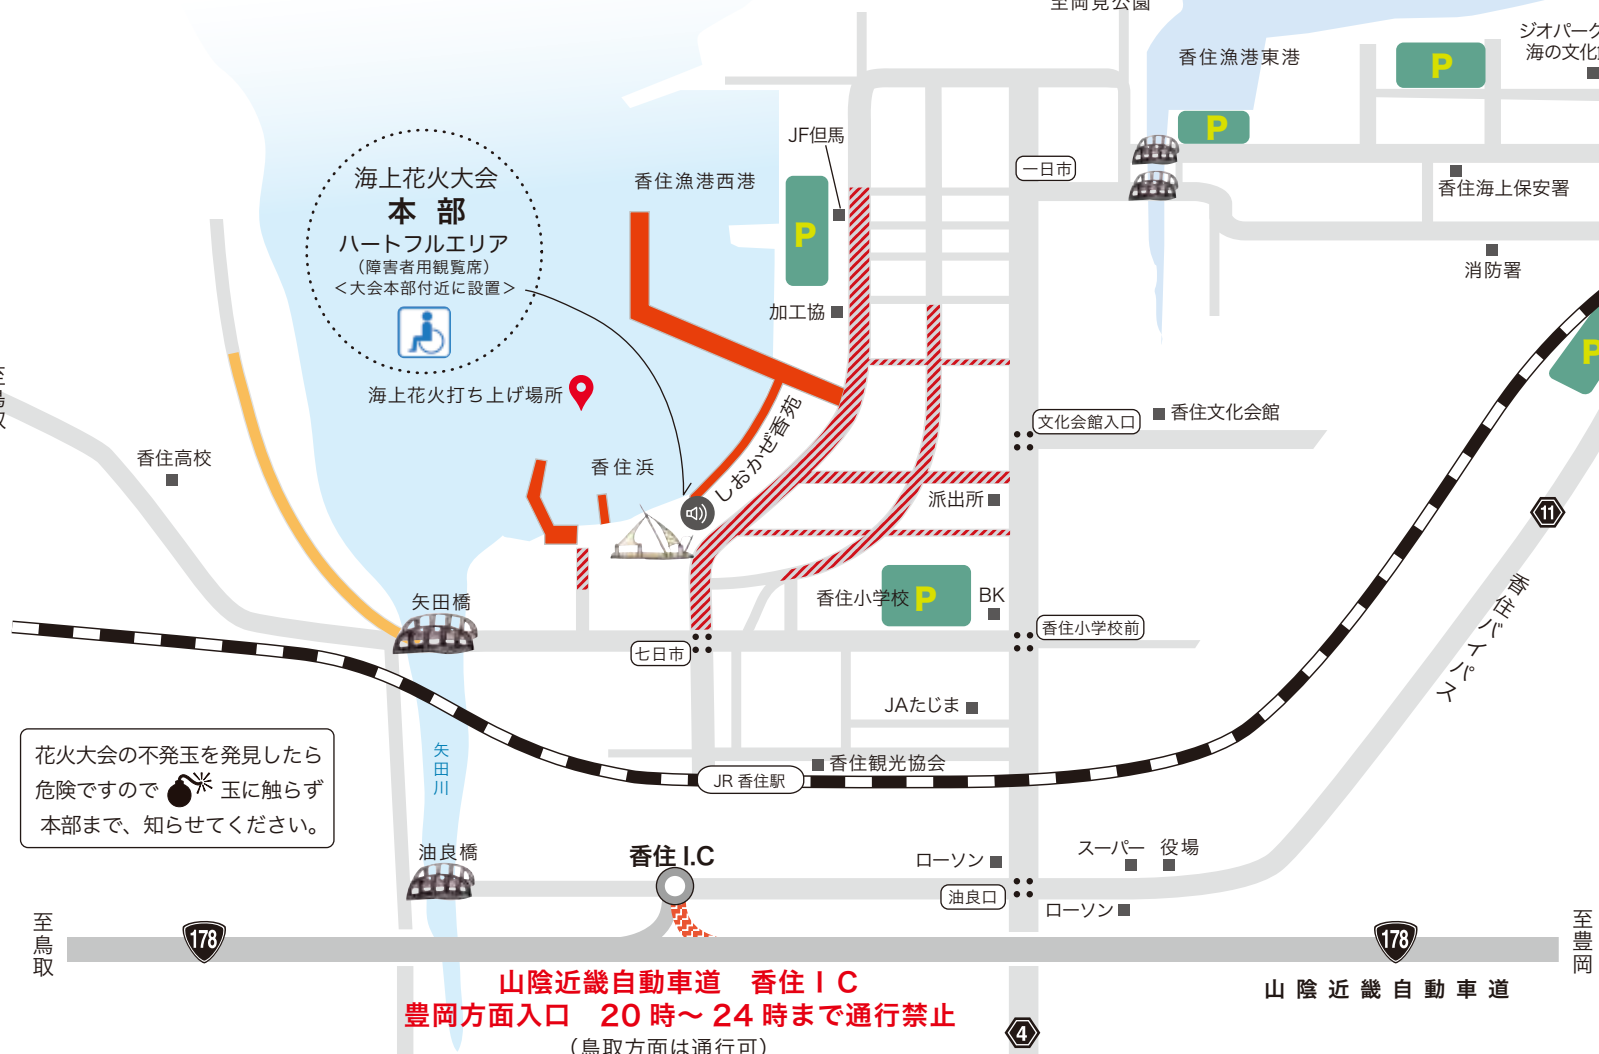 至岡見公園
ジオパーク
海の文化
香住漁港東港
P
P
JF但馬
海上花火大会
本部
ハートフルエリア
（障害者用観覧席）
＜大会本部付近に設置＞
香住漁港西港
一日市
香住海上保安署
P
消防署
加工協
P
至鳥取
海上花火打ち上げ場所
しおかぜ香苑
文化会館入口
香住文化会館
香住高校
香住浜
派出所
11
香住バイパス
矢田橋
香住小学校
P
BK
香住小学校前
七日市
JAたじま
花火大会の不発玉を発見したら
危険ですので 玉に触らず
本部まで、知らせてください。
矢田川
香住観光協会
JR 香住駅
油良橋
香住 I.C
ローソン
スーパー
役場
油良口
ローソン
至鳥取
178
178
至豊岡
山陰近畿自動車道　香住ＩＣ
豊岡方面入口　20時～24時まで通行禁止
（鳥取方面は通行可）
山陰近畿自動車道
4